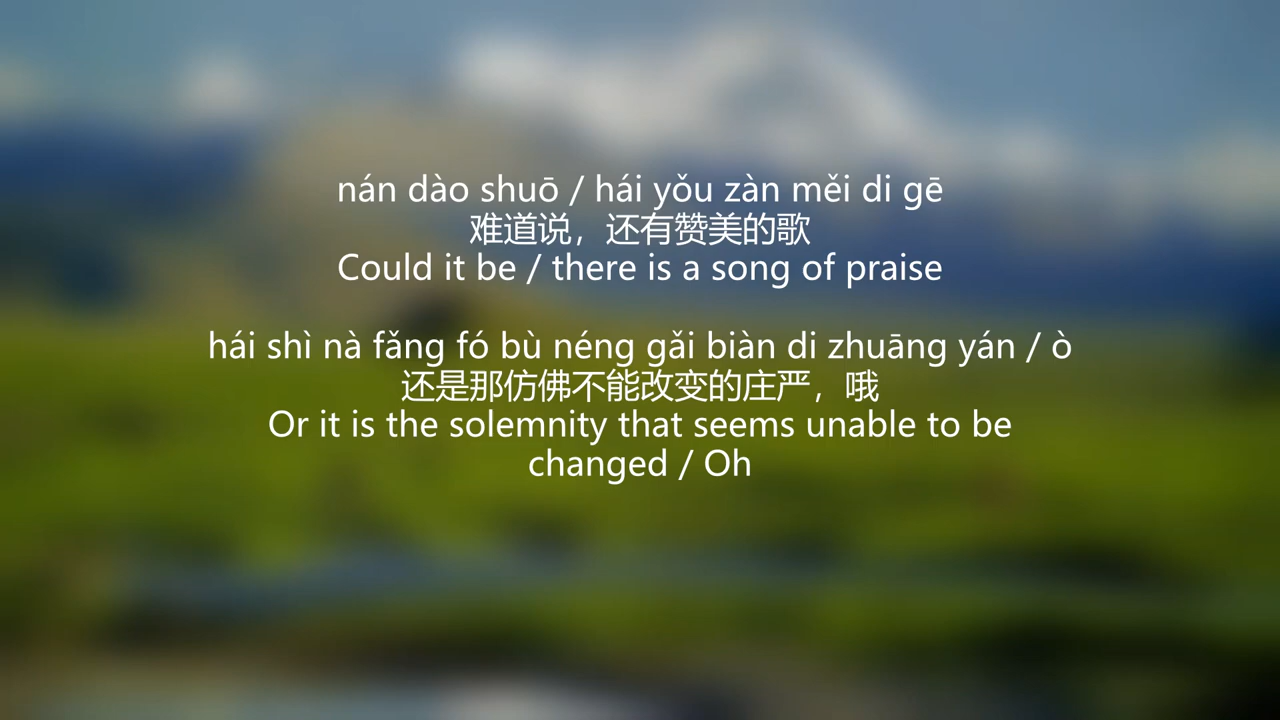 nán dào shuō / hái yǒu zàn měi di gē
难道说，还有赞美的歌
Could it be / there is a song of praise
hái shì nà fǎng fó bù néng gǎi biàn di zhuāng yán / ò
还是那仿佛不能改变的庄严，哦
Or it is the solemnity that seems unable to be
changed / Oh